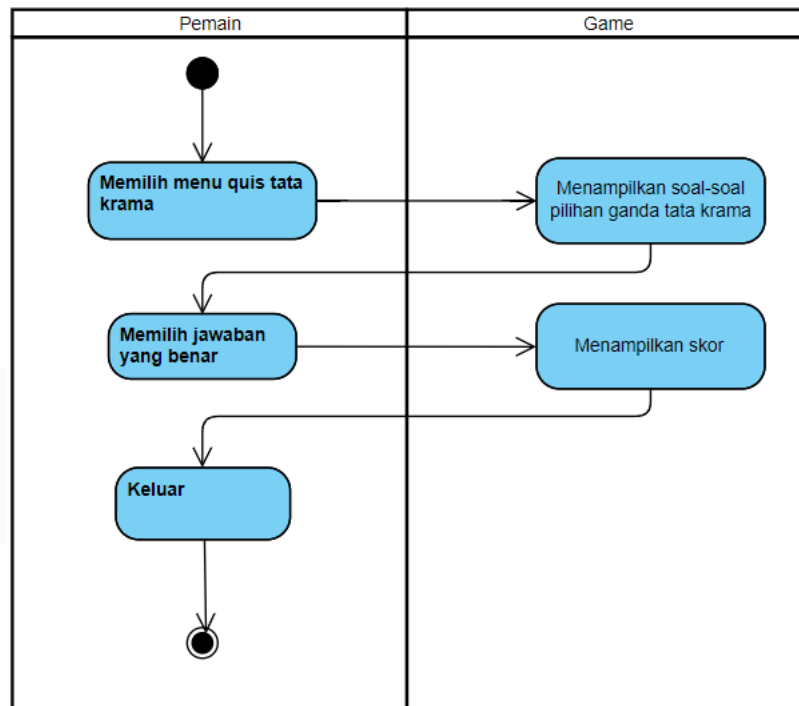 Pemain
Game
Memilih menu quis tata
krama
Menampilkan soal-soal
pilihan ganda tata krama
Memilih jawaban
yang benar
Menampilkan skor
Keluar